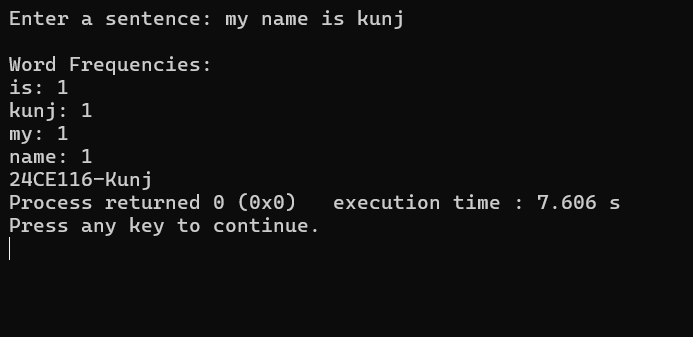 Enter a sentence: my name is kunj
Word Frequencies:
is: 1
kunj: 1
my: 1
name: 1
24CE116-Kunj
Process returned 0 (0x0)   execution time : 7.606 s
Press any key to continue.